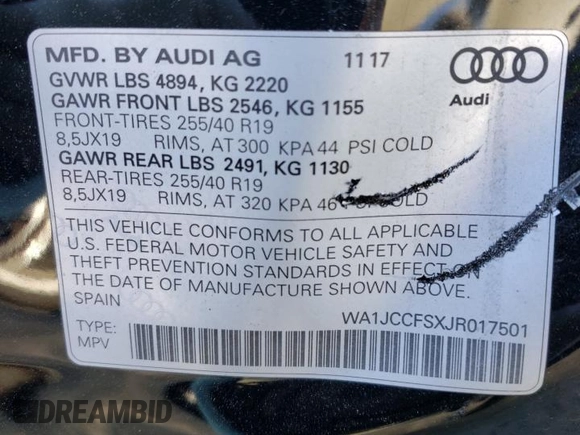 MFD. BY AUDI AG 11 17
GVWR LBS 4894, KG 2220
GAWR FRONT LBS 2546, KG 1155
FRONT-TIRES 255/40 R19
8,5JX19 RIMS, AT 300 KPA 44 PSI COLD
GAWR REAR LBS 2491, KG 1130
REAR-TIRES 255/40 R19
8,5JX19 RIMS, AT 320 KPA 46 PSI COLD
Audi
THIS VEHICLE CONFORMS TO ALL APPLICABLE
U.S. FEDERAL MOTOR VEHICLE SAFETY AND
THEFT PREVENTION STANDARDS IN EFFECT ON
THE DATE OF MANUFACTURE SHOWN ABOVE.
SPAIN
WA1JCCFSXJR017501
TYPE:
MPV
DREAMBID